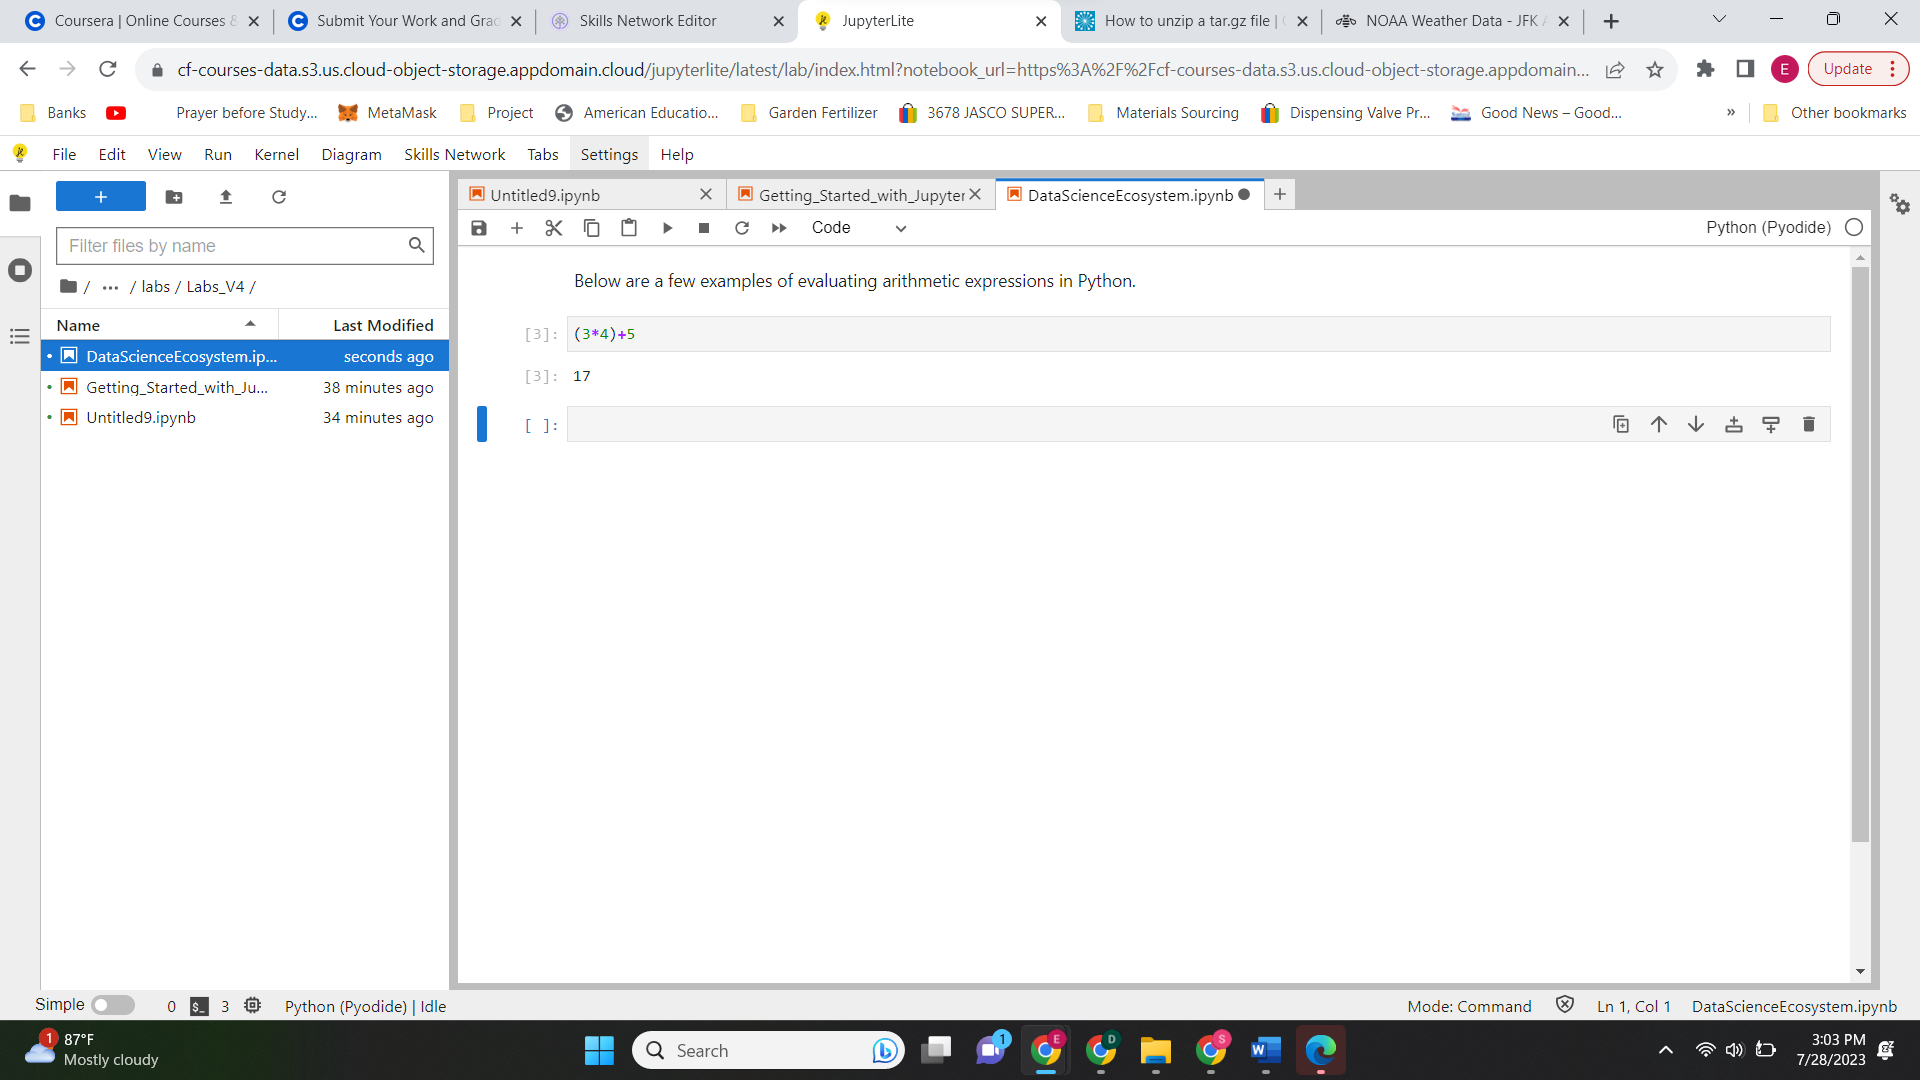 Coursera | Online Courses &
Submit Your Work and Grad
Skills Network Editor
JupyterLite
How to unzip a tar.gz file |
NOAA Weather Data - JFK A
cf-courses-data.s3.us.cloud-object-storage.appdomain.cloud/jupyterlite/latest/lab/index.html?notebook_url=https%3A%2F%2Fcf-courses-data.s3.us.cloud-object-storage.appdomain...
E
Update
Banks
Prayer before Study...
MetaMask
Project
American Educatio...
Garden Fertilizer
3678 JASCO SUPER...
Materials Sourcing
Dispensing Valve Pr...
Good News – Good...
»
Other bookmarks
File Edit View Run Kernel Diagram Skills Network Tabs Settings Help
Filter files by name
/ ... / labs / Labs_V4 /
Name Last Modified
DataScienceEcosystem.ip... seconds ago
Getting_Started_with_Ju... 38 minutes ago
Untitled9.ipynb 34 minutes ago
Untitled9.ipynb
Getting_Started_with_Jupyter
DataScienceEcosystem.ipynb
Code
Python (Pyodide)
Below are a few examples of evaluating arithmetic expressions in Python.
[3]: (3*4)+5
[3]: 17
[ ]:
Simple
0
$_
3
Python (Pyodide) | Idle
Mode: Command
Ln 1, Col 1
DataScienceEcosystem.ipynb
1
87°F
Mostly cloudy
Search
1
E
D
S
W
3:03 PM
7/28/2023